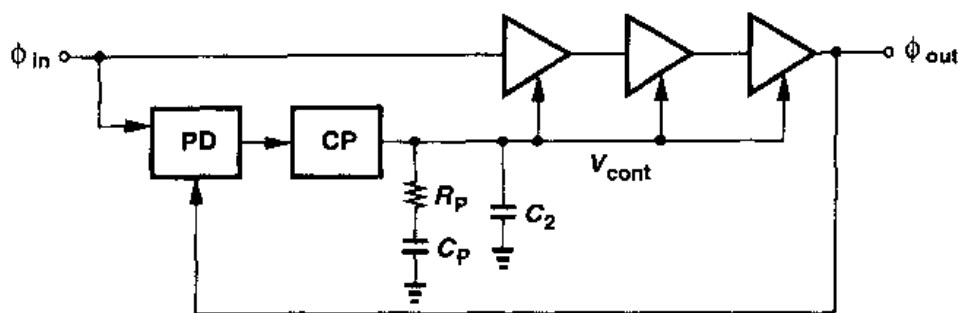 ϕin
ϕout
PD
CP
Vcont
RP
C2
CP